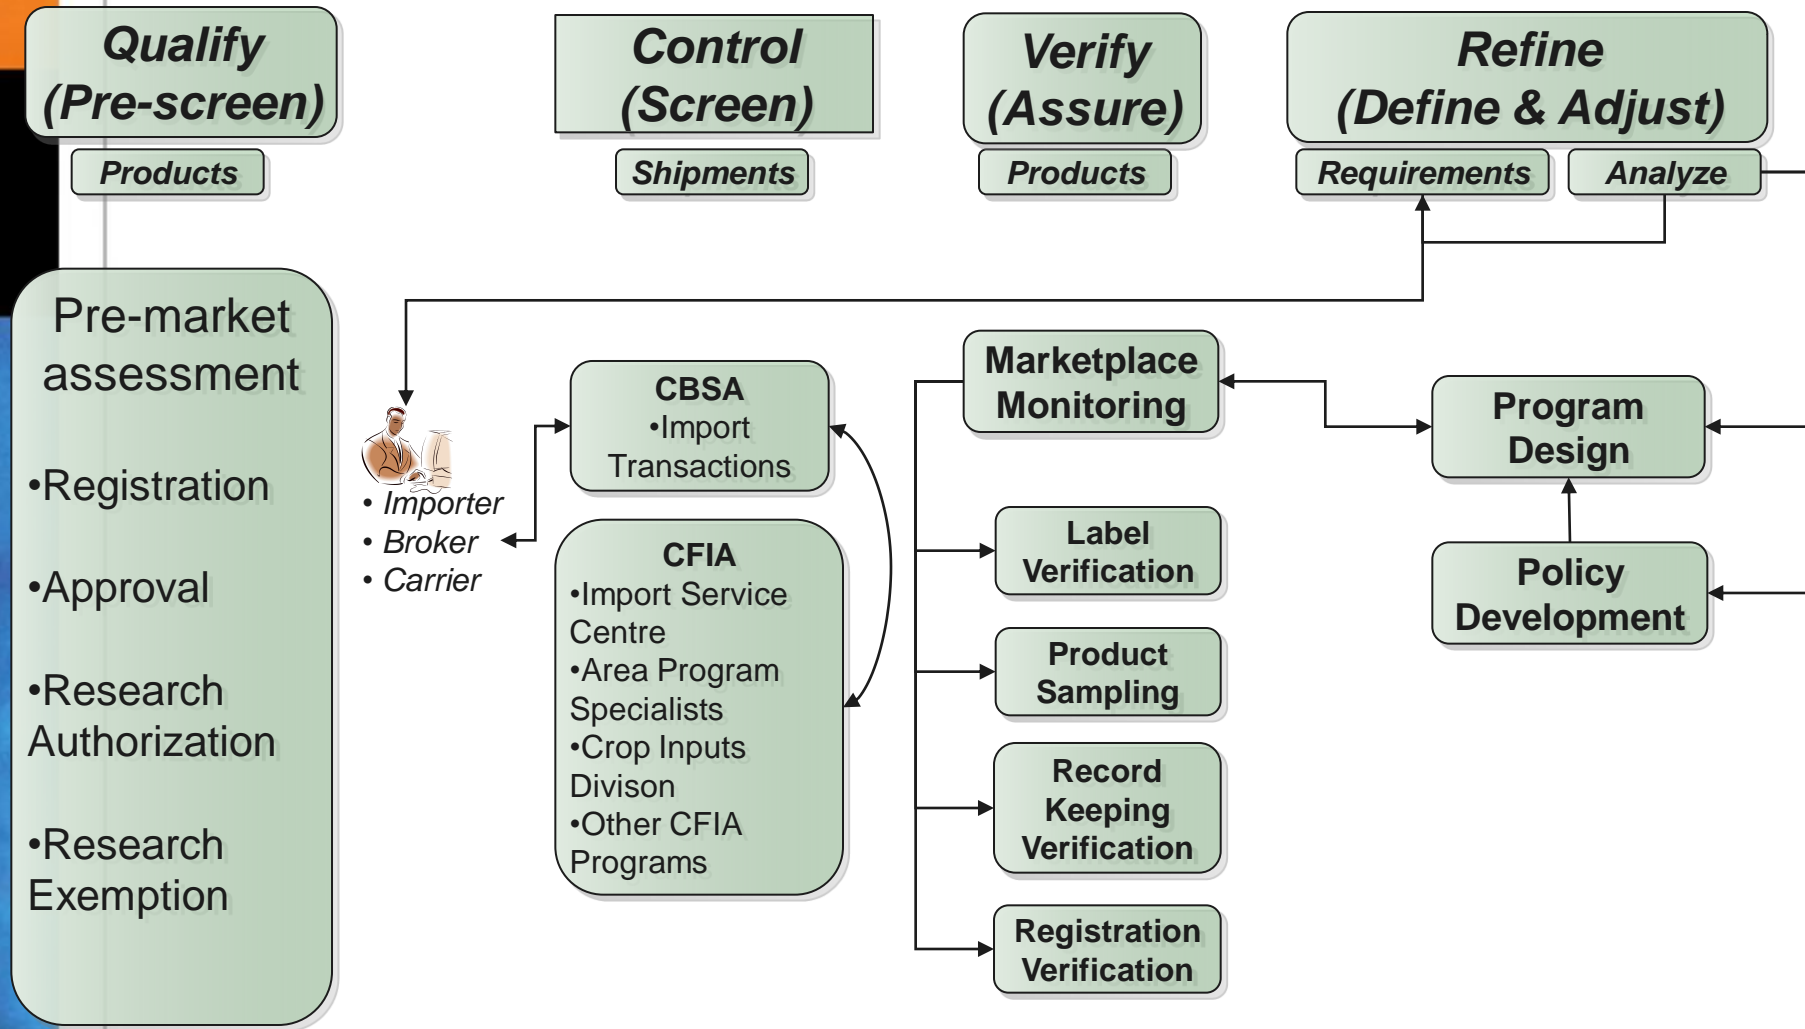 Qualify
(Pre-screen)
Products
Control
(Screen)
Shipments
Verify
(Assure)
Products
Refine
(Define & Adjust)
Requirements
Analyze
Pre-market
assessment
•Registration
•Approval
•Research
Authorization
•Research
Exemption
• Importer
• Broker
• Carrier
CBSA
•Import
Transactions
CFIA
•Import Service
Centre
•Area Program
Specialists
•Crop Inputs
Divison
•Other CFIA
Programs
Marketplace
Monitoring
Label
Verification
Product
Sampling
Record
Keeping
Verification
Registration
Verification
Program
Design
Policy
Development